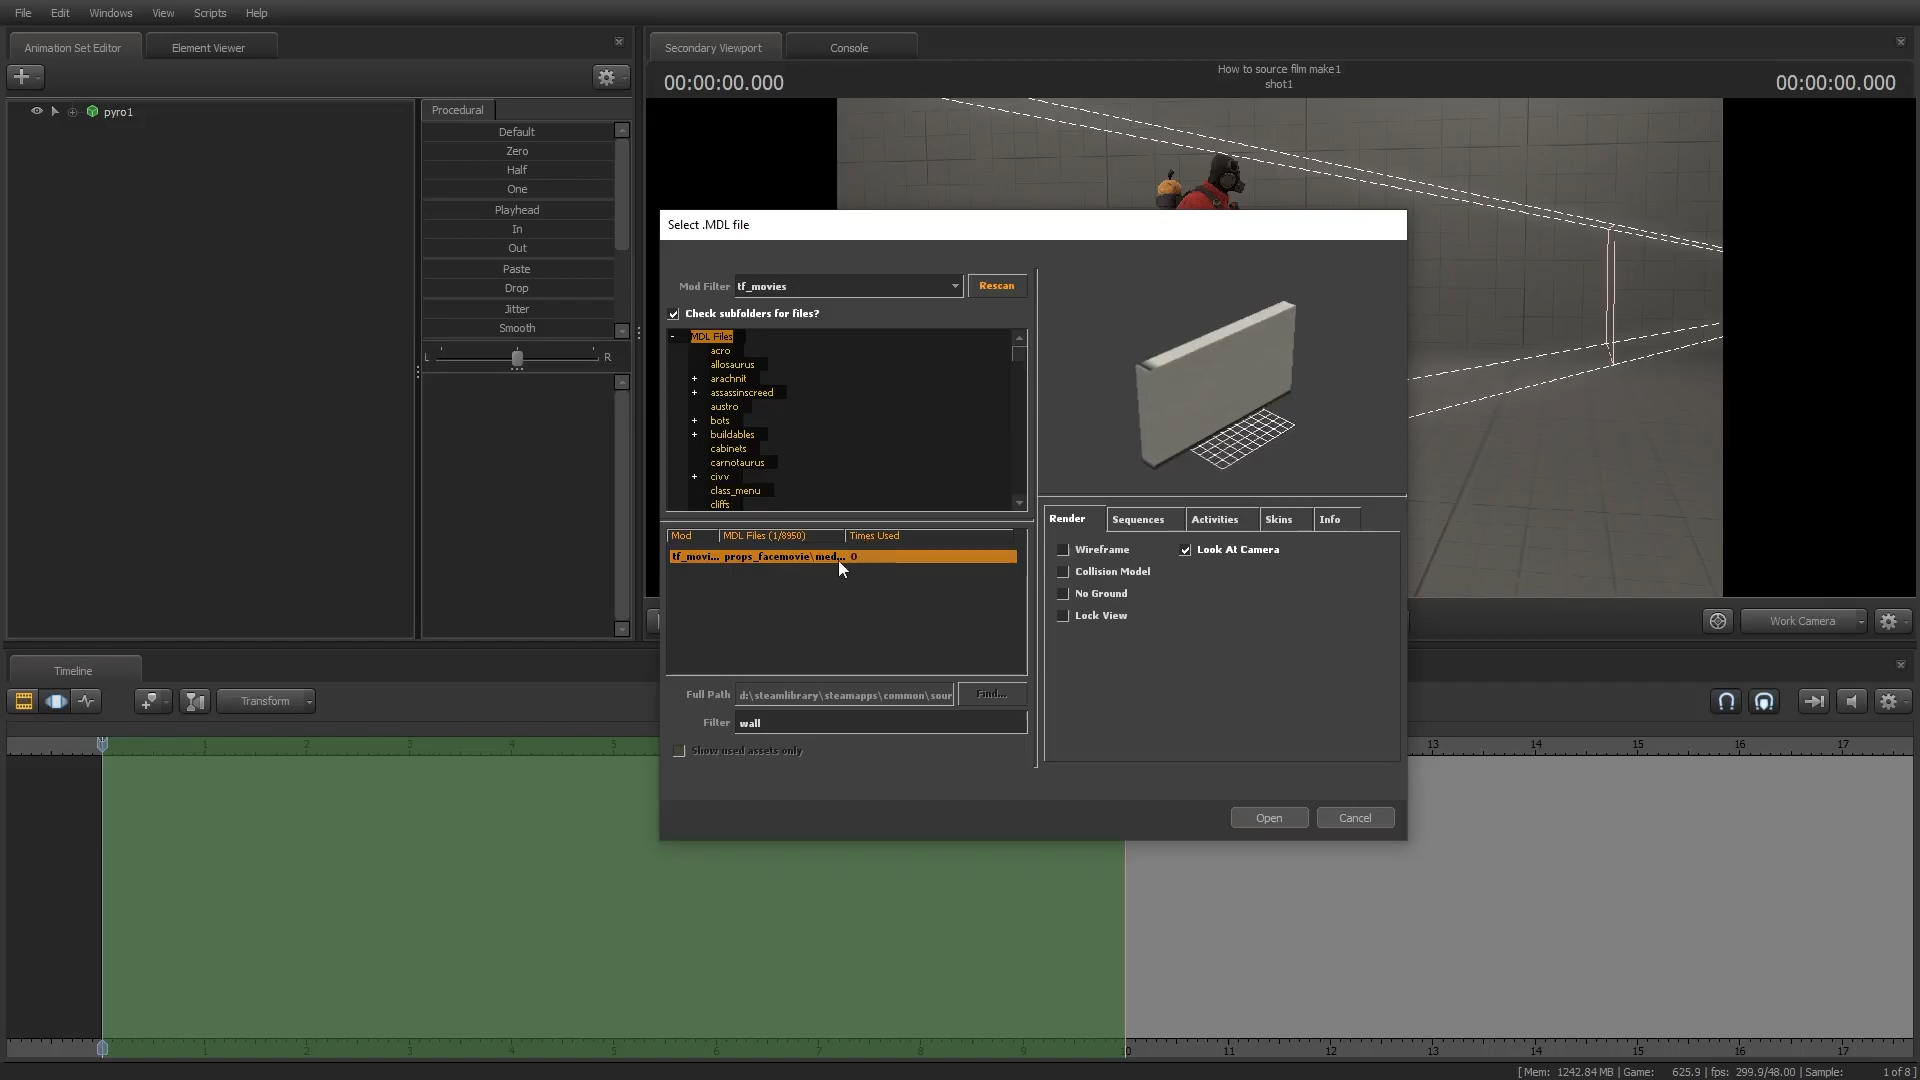 File Edit Windows View Scripts Help
Animation Set Editor Element Viewer
Secondary Viewport Console
00:00:00.000
How to source film make1
shot1
00:00:00.000
pyro1
Procedural
Default
Zero
Half
One
Playhead
In
Out
Paste
Drop
Jitter
Smooth
L R
Select .MDL file
Mod Filter tf_movies Rescan
Check subfolders for files?
MDL Files
acro
allosaurus
arachnit
assassinscreed
austro
bots
buildables
cabinets
carnotaurus
civv
class_menu
cliffs
Mod MDL Files (1/8950) Times Used
tf_movi... props_facemovie\med... 0
Full Path d:\steamlibrary\steamapps\common\sour Find...
Filter wall
Show used assets only
Render Sequences Activities Skins Info
Wireframe Look At Camera
Collision Model
No Ground
Lock View
Open Cancel
Work Camera
Timeline
Transform
1 2 3 4 5 13 14 15 16 17
1 2 3 4 5 6 7 8 9 10 11 12 13 14 15 16 17
[ Mem: 1242.84 MB | Game: 625.9 | fps: 299.9/48.00 | Sample: 1 of 8 ]